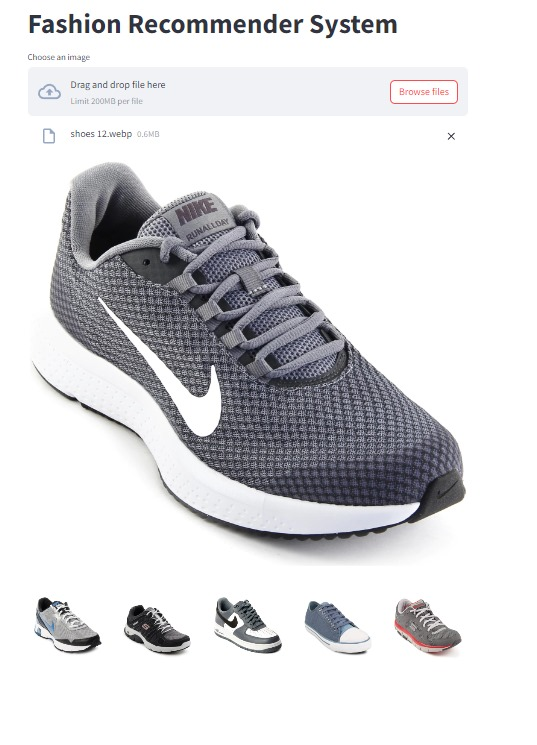 Fashion Recommender System
Choose an image
Drag and drop file here
Limit 200MB per file
Browse files
shoes 12.webp 0.6MB
NIKE
RUNALLDAY